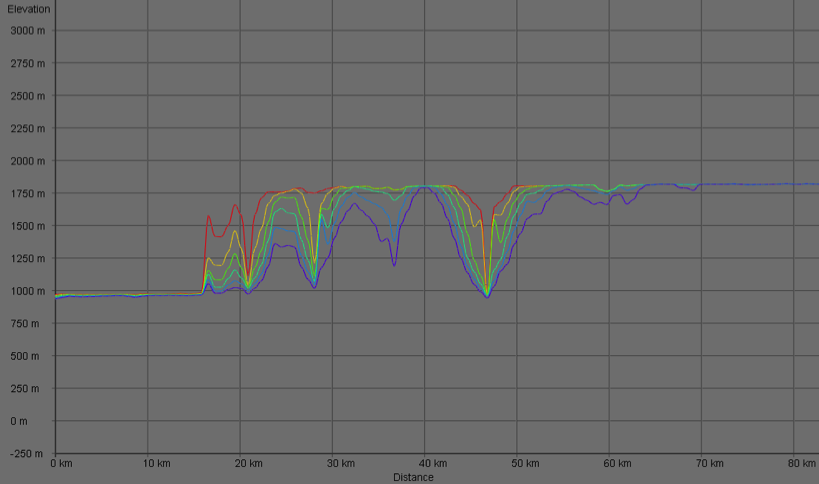 Elevation
3000 m
2750 m
2500 m
2250 m
2000 m
1750 m
1500 m
1250 m
1000 m
750 m
500 m
250 m
0 m
-250 m
0 km 10 km 20 km 30 km 40 km 50 km 60 km 70 km 80 km
Distance